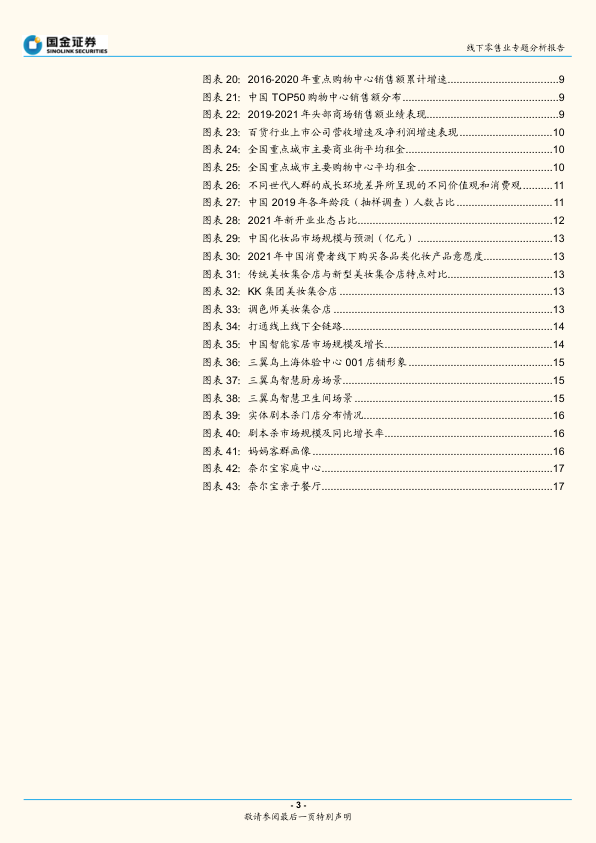 国金证券
SINOLINK SECURITIES
线下零售业专题分析报告
图表 20: 2016-2020 年重点购物中心销售额累计增速.......................................9
图表 21: 中国 TOP50 购物中心销售额分布.......................................9
图表 22: 2019-2021 年头部商场销售额业绩表现.......................................9
图表 23: 百货行业上市公司营收增速及净利润增速表现.......................................10
图表 24: 全国重点城市主要商业街平均租金.......................................10
图表 25: 全国重点城市主要购物中心平均租金.......................................10
图表 26: 不同世代人群的成长环境差异所呈现的不同价值观和消费观...........11
图表 27: 中国 2019 年各年龄段（抽样调查）人数占比.......................................11
图表 28: 2021 年新开业业态占比.......................................12
图表 29: 中国化妆品市场规模与预测（亿元）.......................................13
图表 30: 2021 年中国消费者线下购买各品类化妆产品意愿度.......................................13
图表 31: 传统美妆集合店与新型美妆集合店特点对比.......................................13
图表 32: KK 集团美妆集合店.......................................13
图表 33: 调色师美妆集合店.......................................13
图表 34: 打通线上线下全链路.......................................14
图表 35: 中国智能家居市场规模及增长.......................................14
图表 36: 三翼鸟上海体验中心 001 店铺形象.......................................15
图表 37: 三翼鸟智慧厨房场景.......................................15
图表 38: 三翼鸟智慧卫生间场景.......................................15
图表 39: 实体剧本杀门店分布情况.......................................16
图表 40: 剧本杀市场规模及同比增长率.......................................16
图表 41: 妈妈客群画像.......................................16
图表 42: 奈尔宝家庭中心.......................................17
图表 43: 奈尔宝亲子餐厅.......................................17
- 3 -
敬请参阅最后一页特别声明